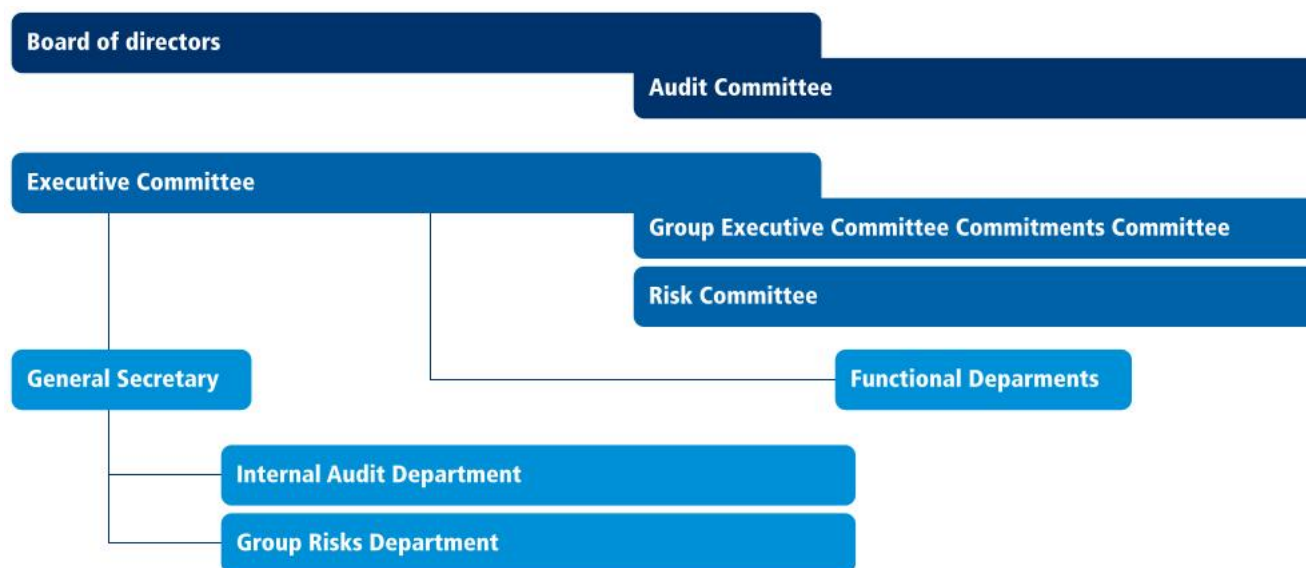 Board of directors
Audit Committee
Executive Committee
Group Executive Committee Commitments Committee
Risk Committee
General Secretary
Functional Deparments
Internal Audit Department
Group Risks Department